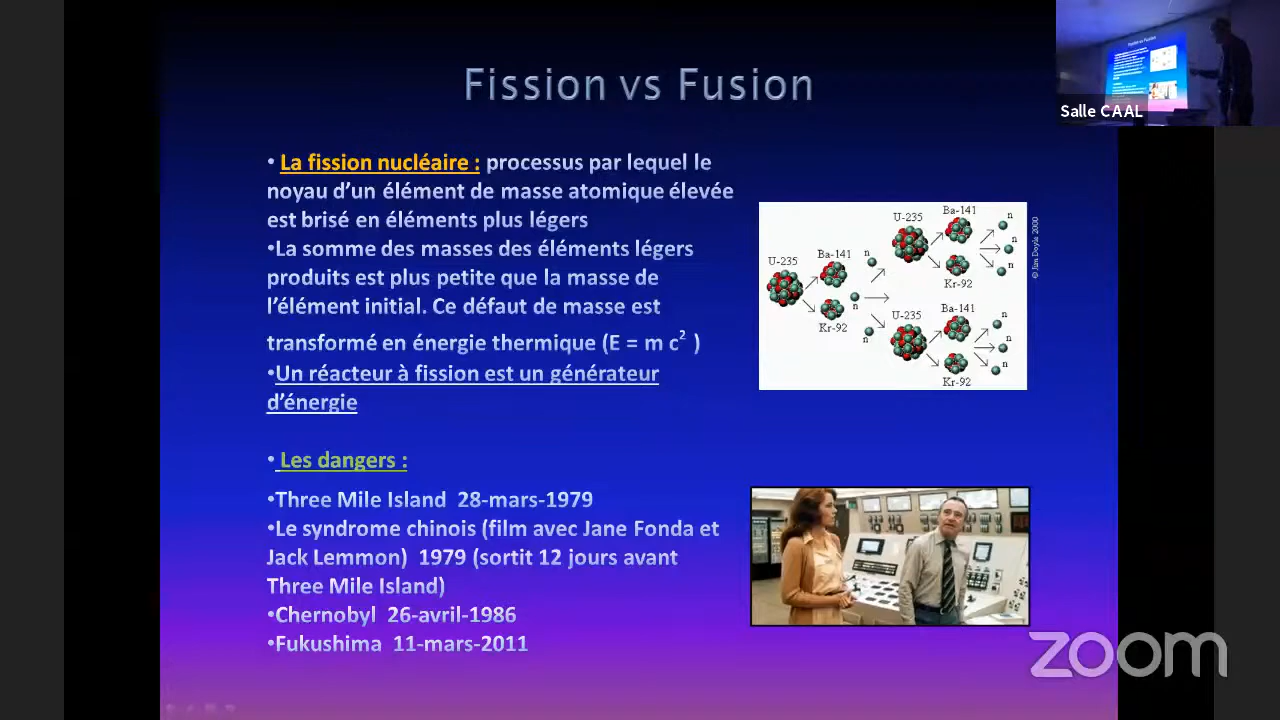 Fission vs Fusion
Salle CAAL
• La fission nucléaire : processus par lequel le
noyau d'un élément de masse atomique élevée
est brisé en éléments plus légers
•La somme des masses des éléments légers
produits est plus petite que la masse de
l'élément initial. Ce défaut de masse est
transformé en énergie thermique (E = m c² )
•Un réacteur à fission est un générateur
d'énergie
• Les dangers :
•Three Mile Island 28-mars-1979
•Le syndrome chinois (film avec Jane Fonda et
Jack Lemmon) 1979 (sortit 12 jours avant
Three Mile Island)
•Chernobyl 26-avril-1986
•Fukushima 11-mars-2011
U-235
Ba-141
n
Kr-92
n
n
U-235
Ba-141
n
n
n
Kr-92
U-235
Ba-141
n
n
n
Kr-92
© Jim Doyle 2000
zoom